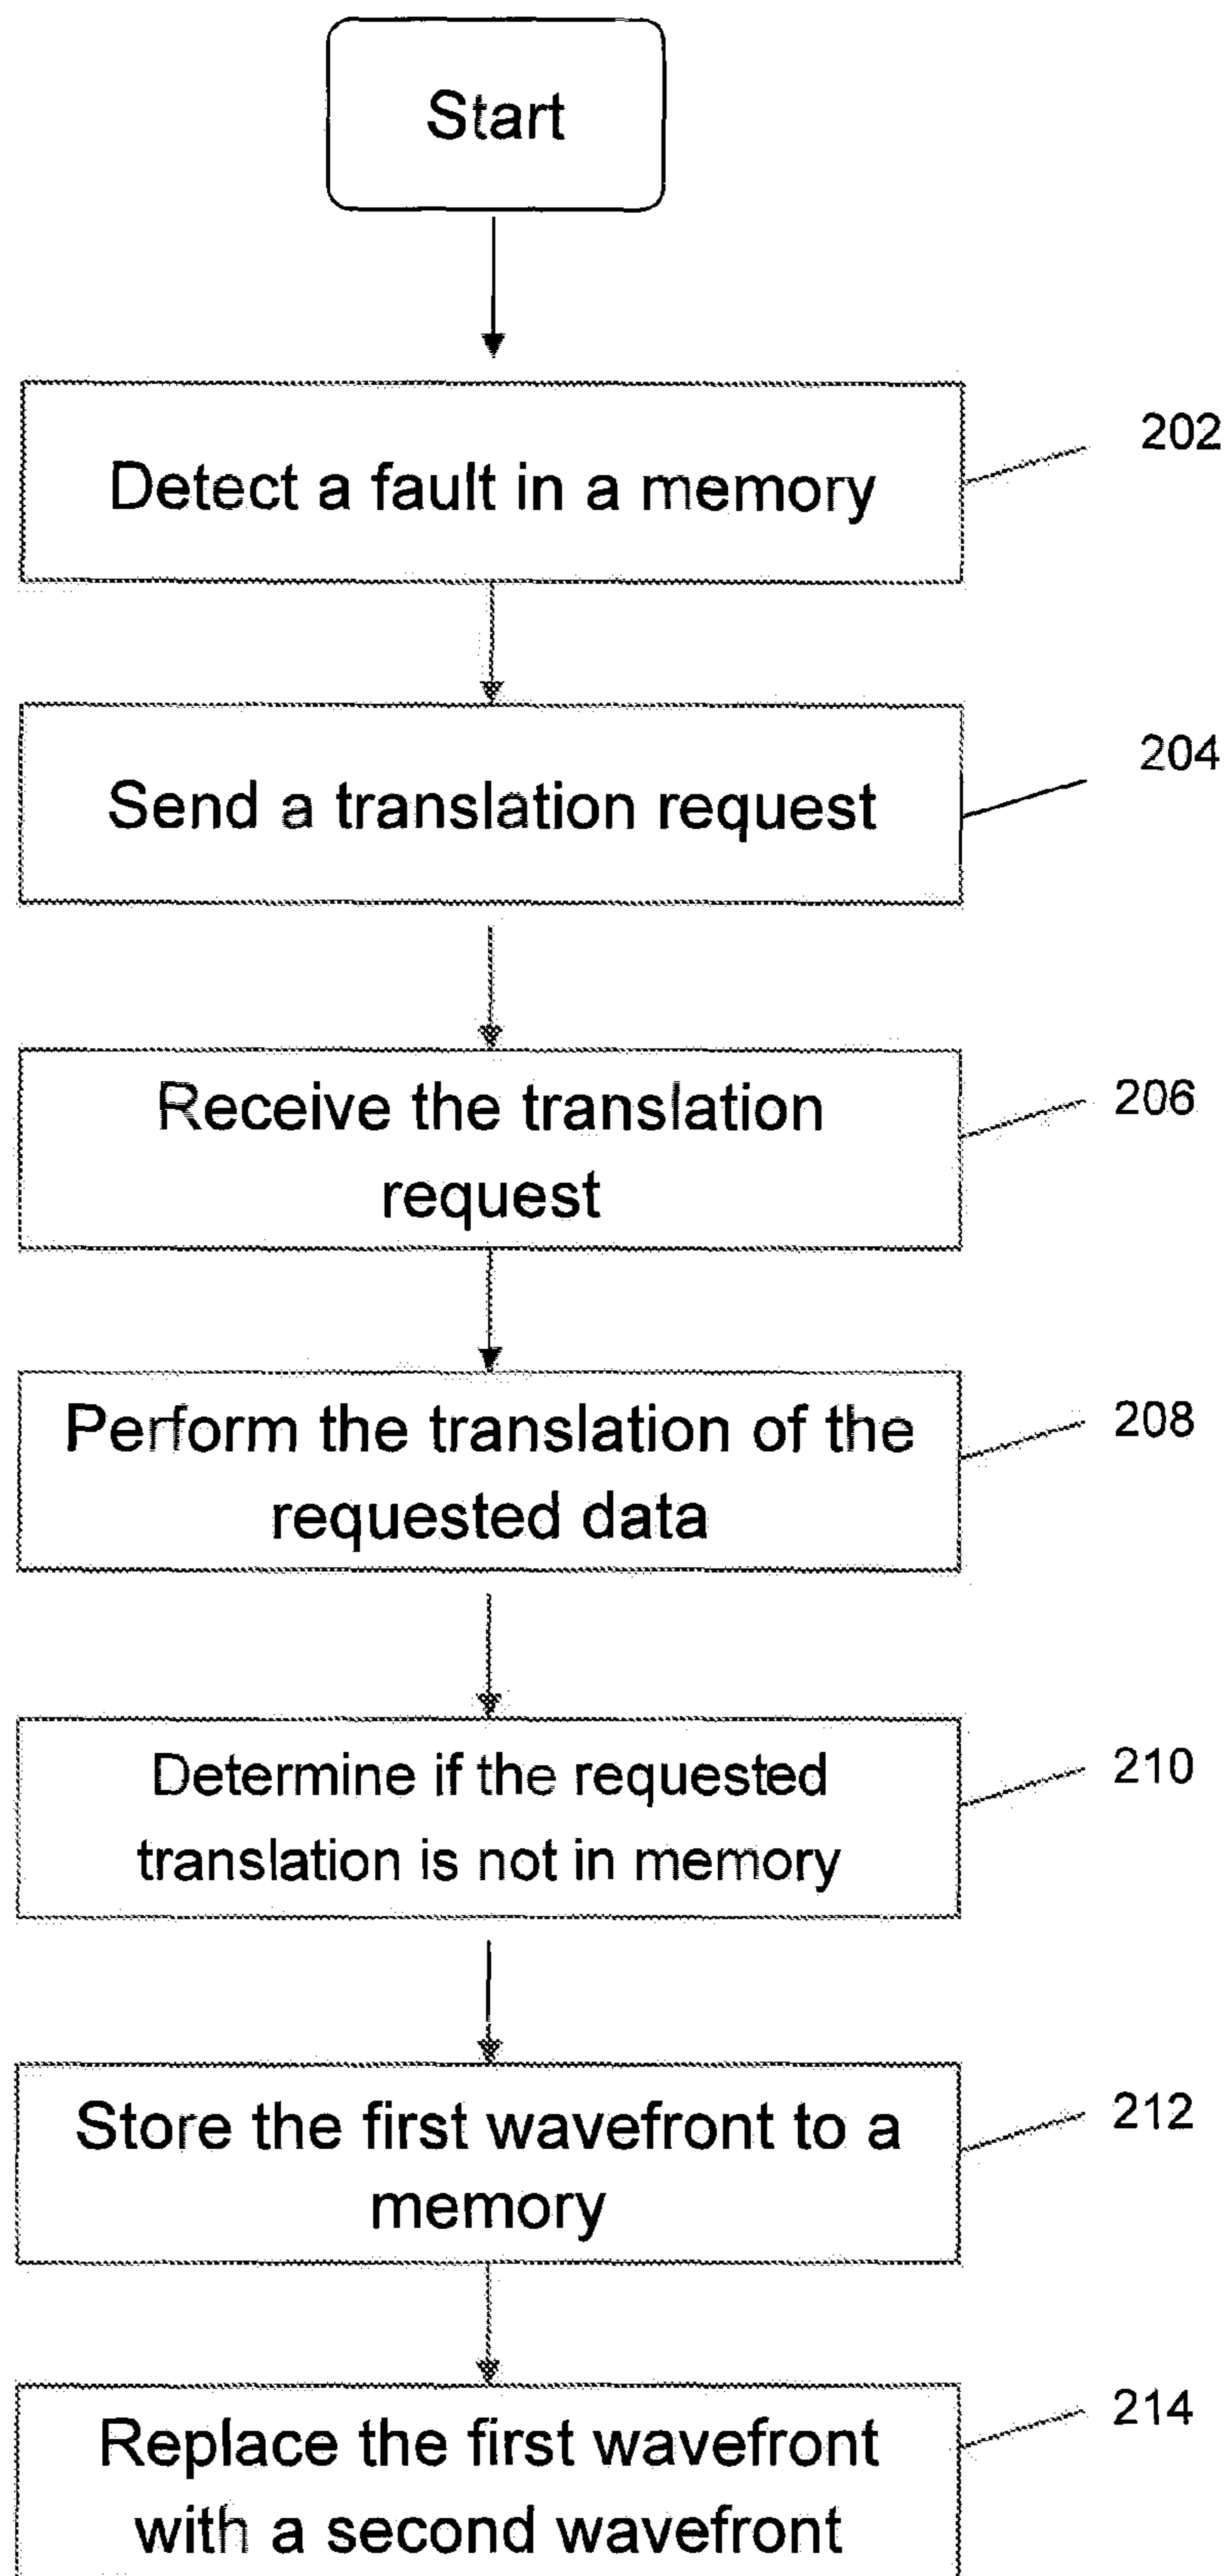 Start
Detect a fault in a memory
202
Send a translation request
204
Receive the translation
request
206
Perform the translation of the
requested data
208
Determine if the requested
translation is not in memory
210
Store the first wavefront to a
memory
212
Replace the first wavefront
with a second wavefront
214